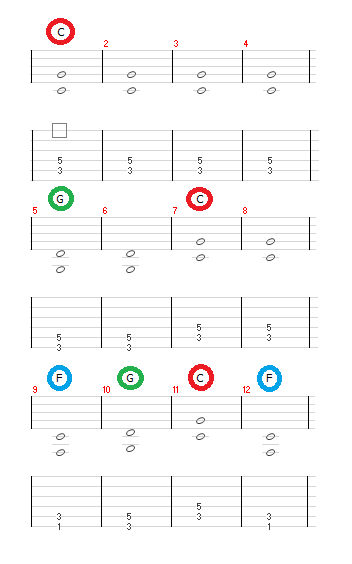 C
2 3 4
5 5 5 5
3 3 3 3
G C
5 6 7 8
5 5
3 3
5 5
3 3
F G C F
9 10 11 12
5
3 5 3 3
1 3 1